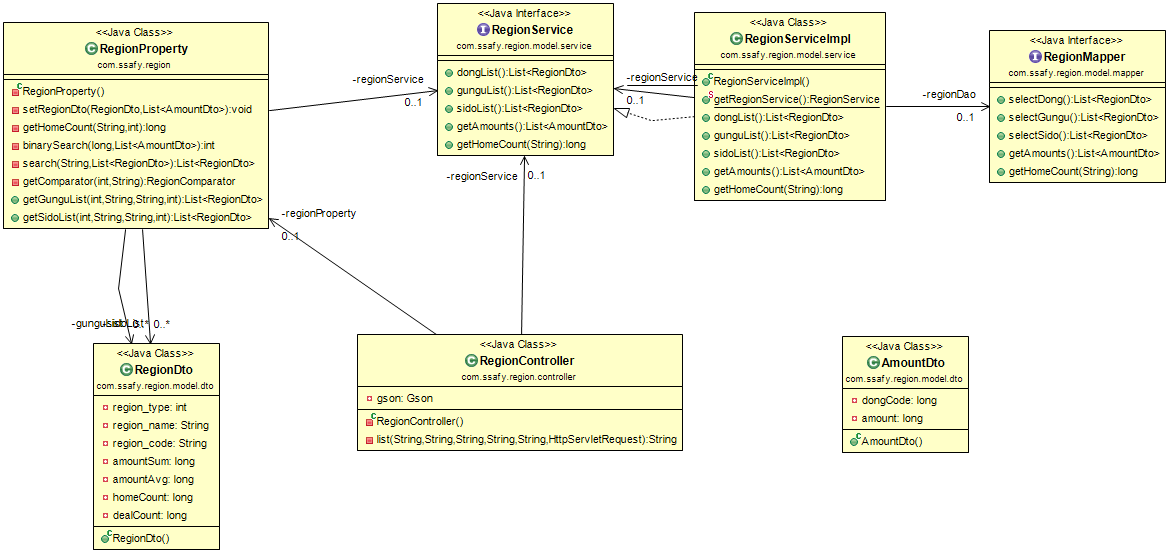 <<Java Class>>
RegionProperty
com.ssafy.region
RegionProperty()
setRegionDto(RegionDto,List<AmountDto>):void
getHomeCount(String,int):long
binarySearch(long,List<AmountDto>):int
search(String,List<RegionDto>):List<RegionDto>
getComparator(int,String):RegionComparator
getGunguList(int,String,String,int):List<RegionDto>
getSidoList(int,String,String,int):List<RegionDto>
-regionService
0..1
<<Java Interface>>
RegionService
com.ssafy.region.model.service
dongList():List<RegionDto>
gunguList():List<RegionDto>
sidoList():List<RegionDto>
getAmounts():List<AmountDto>
getHomeCount(String):long
-regionService
0..1
<<Java Class>>
RegionServiceImpl
com.ssafy.region.model.service
RegionServiceImpl()
getRegionService():RegionService
dongList():List<RegionDto>
gunguList():List<RegionDto>
sidoList():List<RegionDto>
getAmounts():List<AmountDto>
getHomeCount(String):long
-regionDao
0..1
<<Java Interface>>
RegionMapper
com.ssafy.region.model.mapper
selectDong():List<RegionDto>
selectGungu():List<RegionDto>
selectSido():List<RegionDto>
getAmounts():List<AmountDto>
getHomeCount(String):long
-regionService
0..1
-regionProperty
0..1
-gunguList
-sidoList
0..*
0..*
<<Java Class>>
RegionDto
com.ssafy.region.model.dto
region_type: int
region_name: String
region_code: String
amountSum: long
amountAvg: long
homeCount: long
dealCount: long
RegionDto()
<<Java Class>>
RegionController
com.ssafy.region.controller
gson: Gson
RegionController()
list(String,String,String,String,String,HttpServletRequest):String
<<Java Class>>
AmountDto
com.ssafy.region.model.dto
dongCode: long
amount: long
AmountDto()